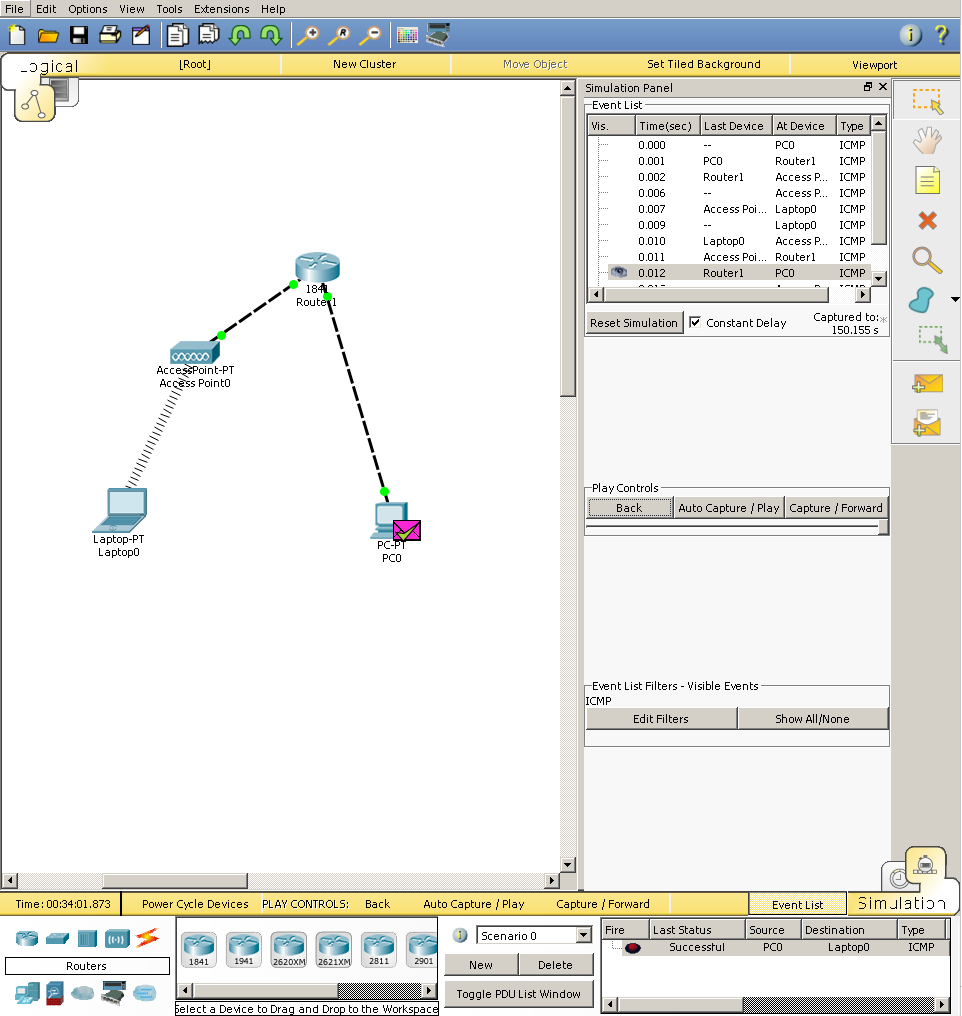 File Edit Options View Tools Extensions Help
Logical [Root] New Cluster Move Object Set Tiled Background Viewport
Simulation Panel
Event List
Vis. Time(sec) Last Device At Device Type
0.000 -- PC0 ICMP
0.001 PC0 Router1 ICMP
0.002 Router1 Access P... ICMP
0.006 -- Access P... ICMP
0.007 Access Poi... Laptop0 ICMP
0.009 -- Laptop0 ICMP
0.010 Laptop0 Access P... ICMP
0.011 Access Poi... Router1 ICMP
0.012 Router1 PC0 ICMP
Reset Simulation Constant Delay Captured to:
150.155 s
1841
Router1
AccessPoint-PT
Access Point0
Laptop-PT
Laptop0
PC-PT
PC0
Play Controls
Back Auto Capture / Play Capture / Forward
Event List Filters - Visible Events
ICMP
Edit Filters Show All/None
Time: 00:34:01.873 Power Cycle Devices PLAY CONTROLS: Back Auto Capture / Play Capture / Forward Event List Simulation
Routers
1841 1941 2620XM 2621XM 2811 2901
Select a Device to Drag and Drop to the Workspace
Scenario 0
New Delete
Toggle PDU List Window
Fire Last Status Source Destination Type
Successful PC0 Laptop0 ICMP